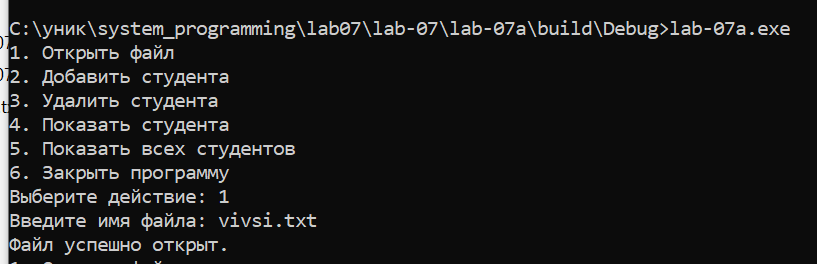 C:\уник\system_programming\lab07\lab-07\lab-07a\build\Debug>lab-07a.exe
1. Открыть файл
2. Добавить студента
3. Удалить студента
4. Показать студента
5. Показать всех студентов
6. Закрыть программу
Выберите действие: 1
Введите имя файла: vivsi.txt
Файл успешно открыт.